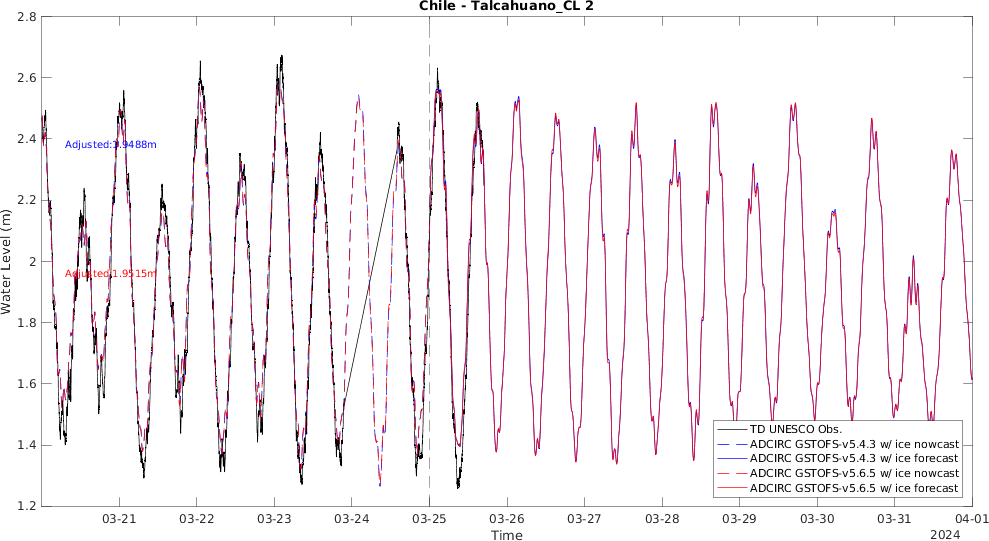 Chile - Talcahuano_CL 2
2.8
2.6
2.4
2.2
2
1.8
1.6
1.4
1.2
Water Level (m)
Adjusted:1.9488m
Adjusted:1.9515m
TD UNESCO Obs.
ADCIRC GSTOFS-v5.4.3 w/ ice nowcast
ADCIRC GSTOFS-v5.4.3 w/ ice forecast
ADCIRC GSTOFS-v5.6.5 w/ ice nowcast
ADCIRC GSTOFS-v5.6.5 w/ ice forecast
03-21 03-22 03-23 03-24 03-25 03-26 03-27 03-28 03-29 03-30 03-31 04-01
2024
Time